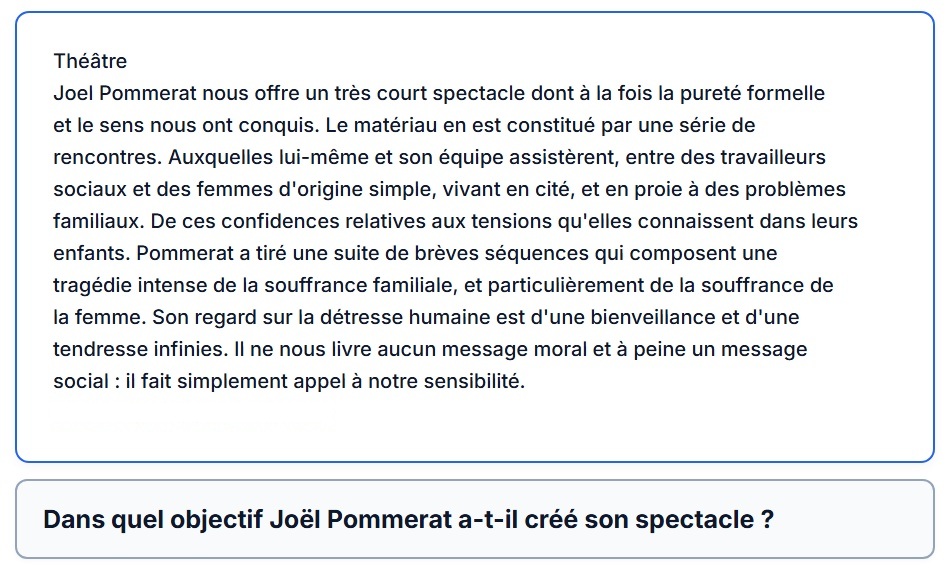 Théâtre
Joel Pommerat nous offre un très court spectacle dont à la fois la pureté formelle
et le sens nous ont conquis. Le matériau en est constitué par une série de
rencontres. Auxquelles lui-même et son équipe assistèrent, entre des travailleurs
sociaux et des femmes d'origine simple, vivant en cité, et en proie à des problèmes
familiaux. De ces confidences relatives aux tensions qu'elles connaissent dans leurs
enfants. Pommerat a tiré une suite de brèves séquences qui composent une
tragédie intense de la souffrance familiale, et particulièrement de la souffrance de
la femme. Son regard sur la détresse humaine est d'une bienveillance et d'une
tendresse infinies. Il ne nous livre aucun message moral et à peine un message
social : il fait simplement appel à notre sensibilité.
Dans quel objectif Joël Pommerat a-t-il créé son spectacle ?